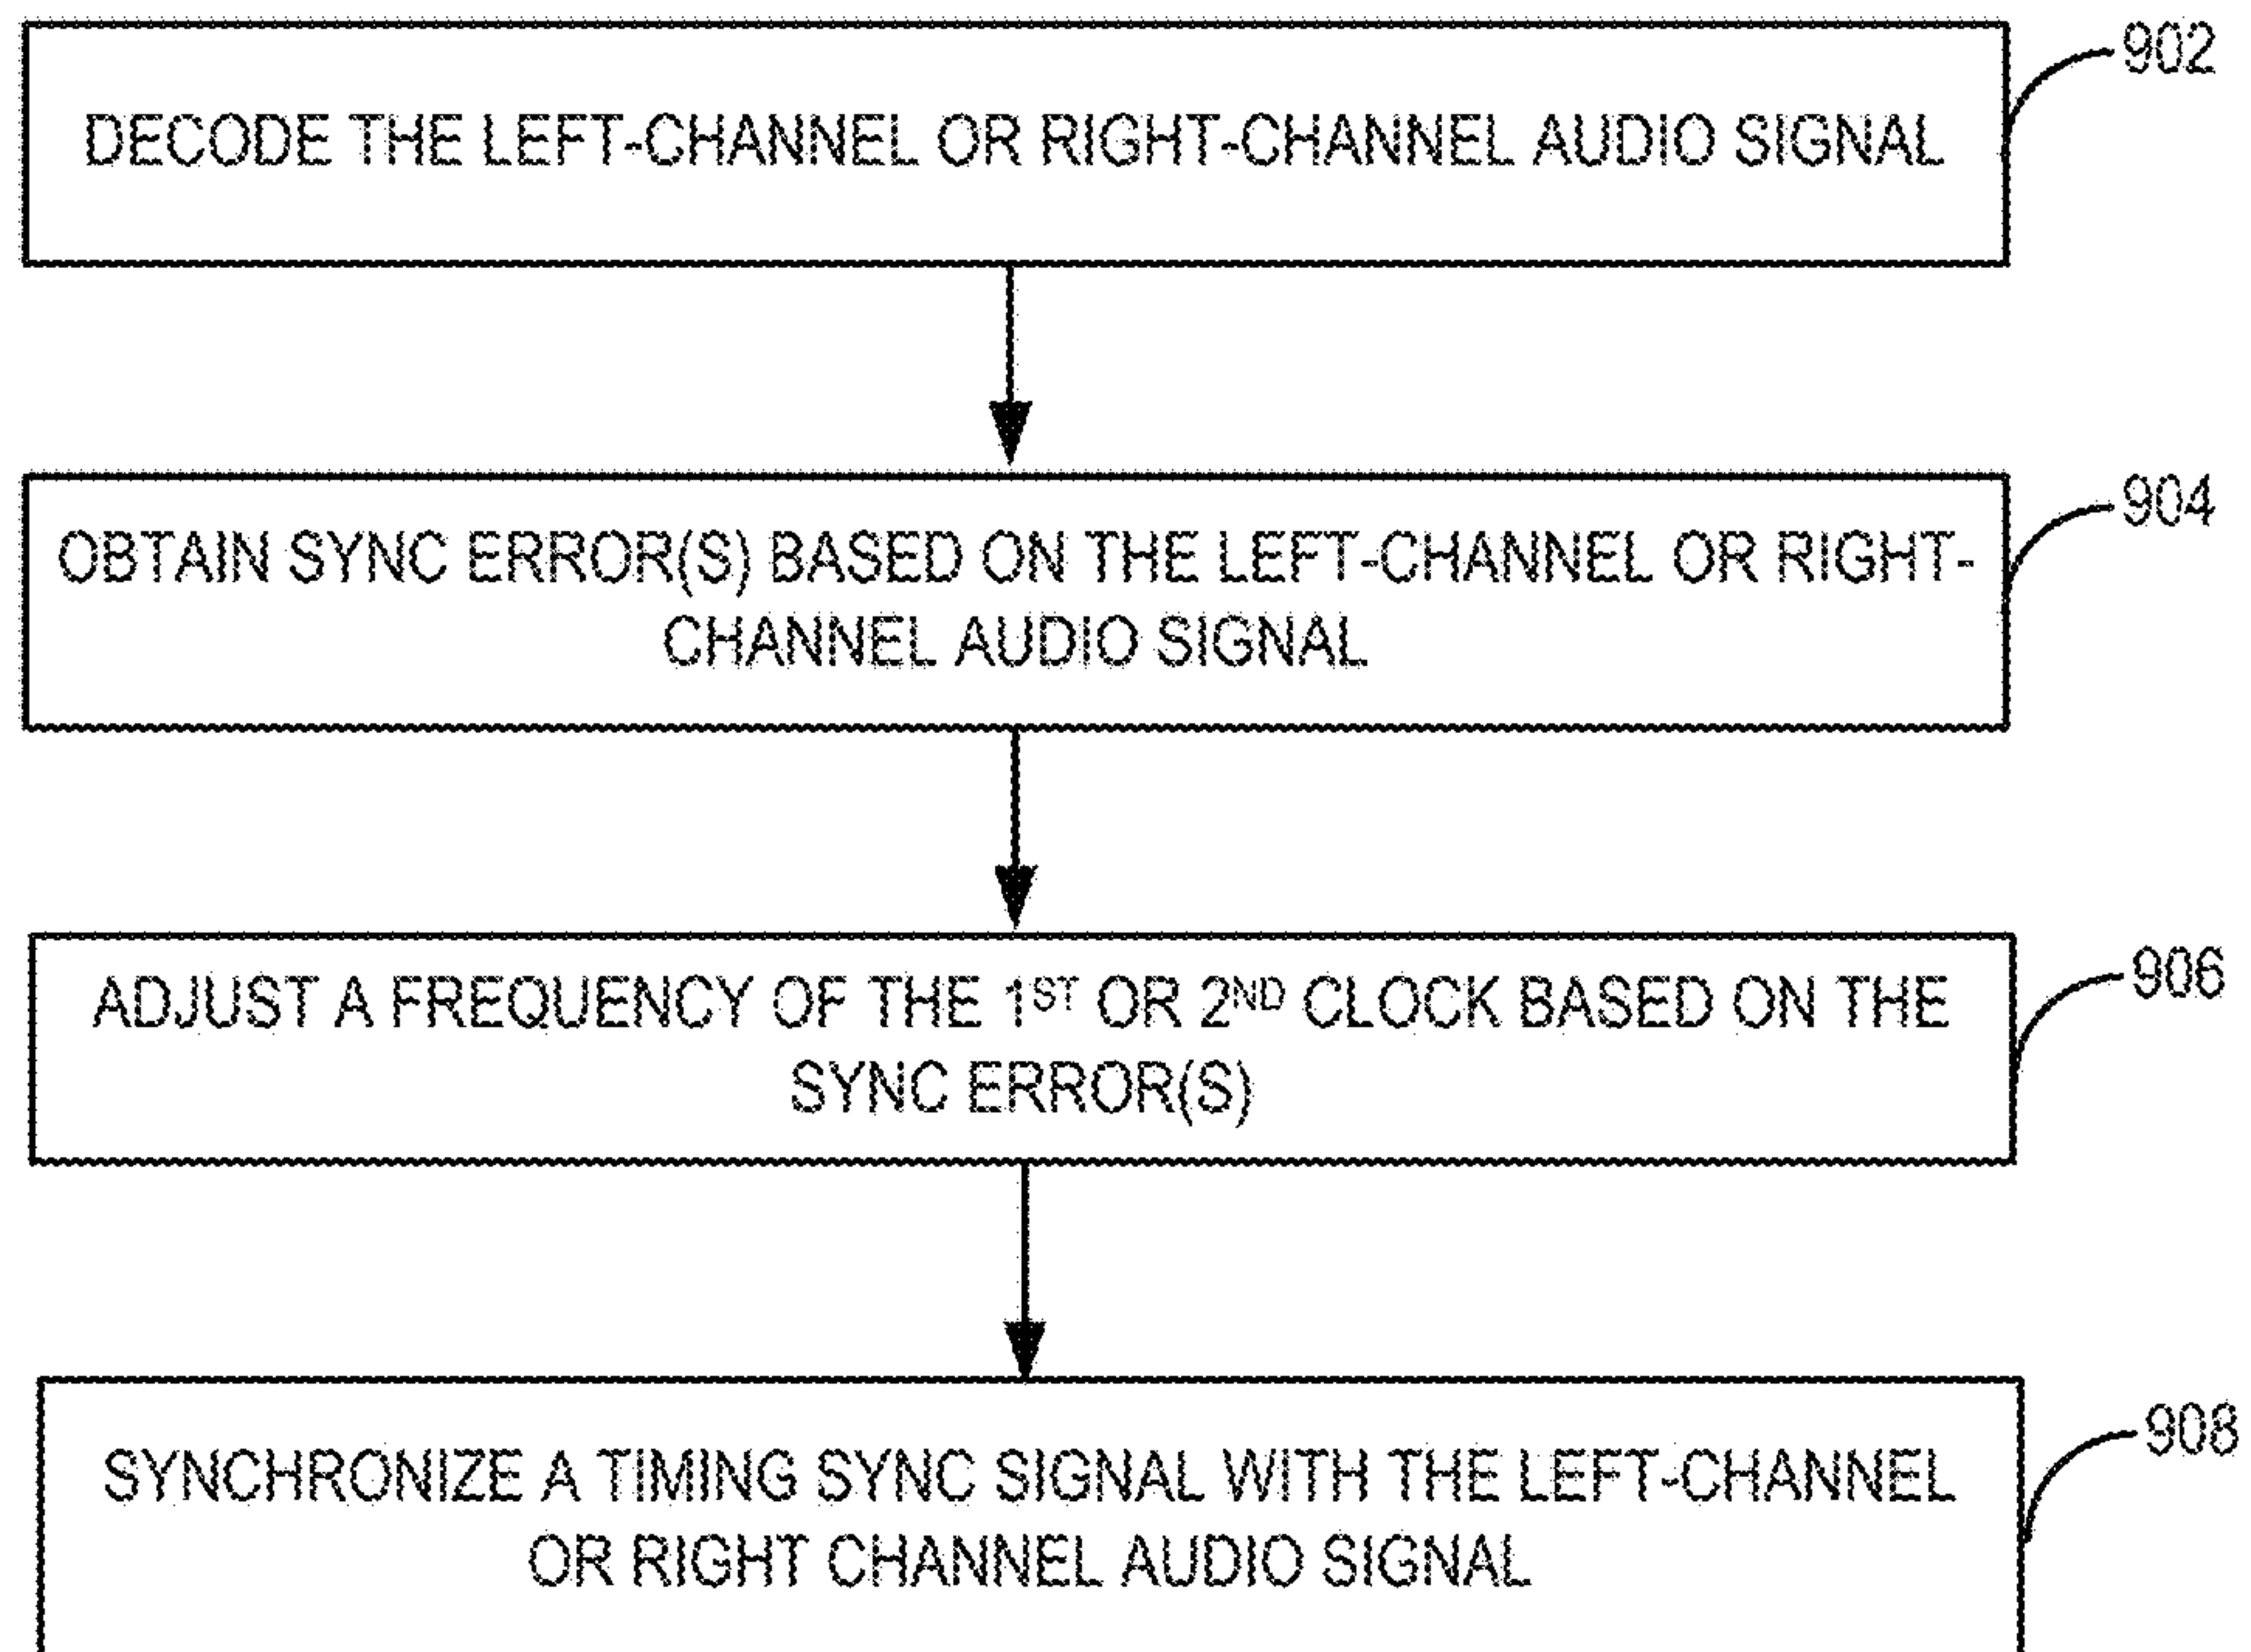 902
DECODE THE LEFT-CHANNEL OR RIGHT-CHANNEL AUDIO SIGNAL
904
OBTAIN SYNC ERROR(S) BASED ON THE LEFT-CHANNEL OR RIGHT-
CHANNEL AUDIO SIGNAL
906
ADJUST A FREQUENCY OF THE 1ST OR 2ND CLOCK BASED ON THE
SYNC ERROR(S)
908
SYNCHRONIZE A TIMING SYNC SIGNAL WITH THE LEFT-CHANNEL
OR RIGHT CHANNEL AUDIO SIGNAL